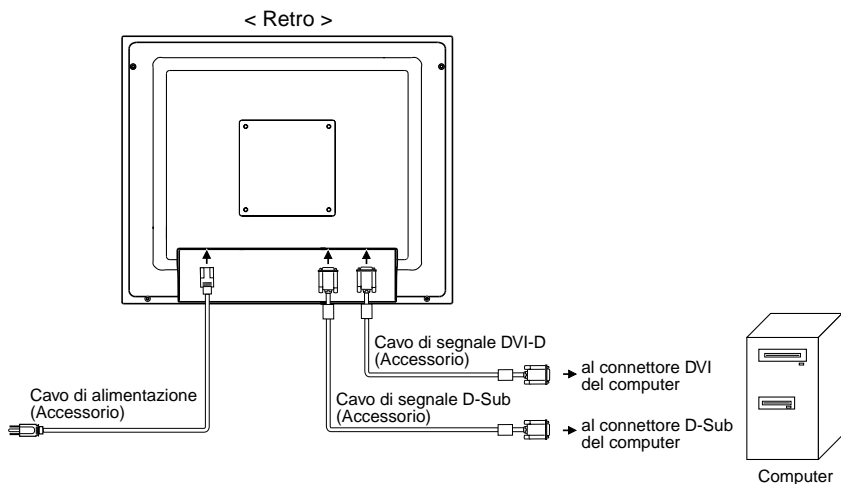 < Retro >
Cavo di segnale DVI-D
(Accessorio)
al connettore DVI
del computer
Cavo di alimentazione
(Accessorio)
Cavo di segnale D-Sub
(Accessorio)
al connettore D-Sub
del computer
Computer